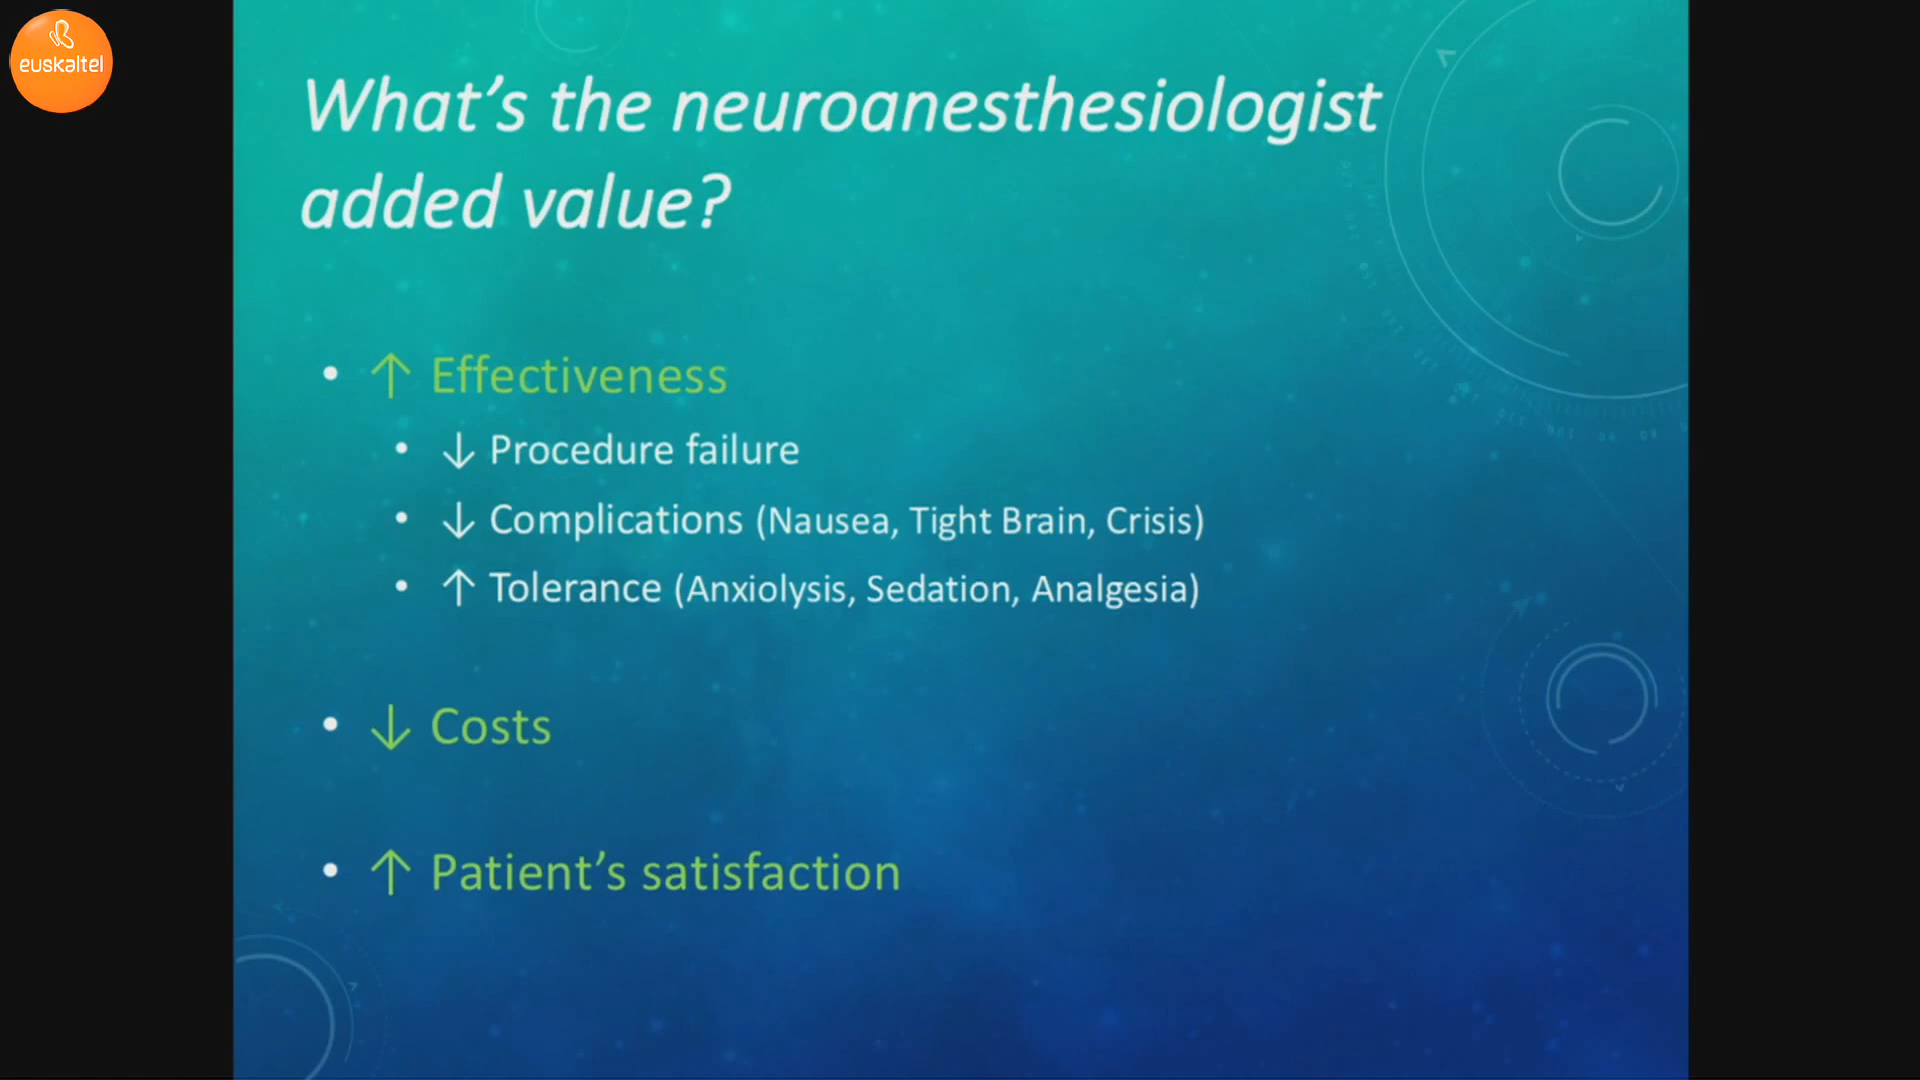 euskaltel
What's the neuroanesthesiologist
added value?
• ↑ Effectiveness
• ↓ Procedure failure
• ↓ Complications (Nausea, Tight Brain, Crisis)
• ↑ Tolerance (Anxiolysis, Sedation, Analgesia)
• ↓ Costs
• ↑ Patient's satisfaction